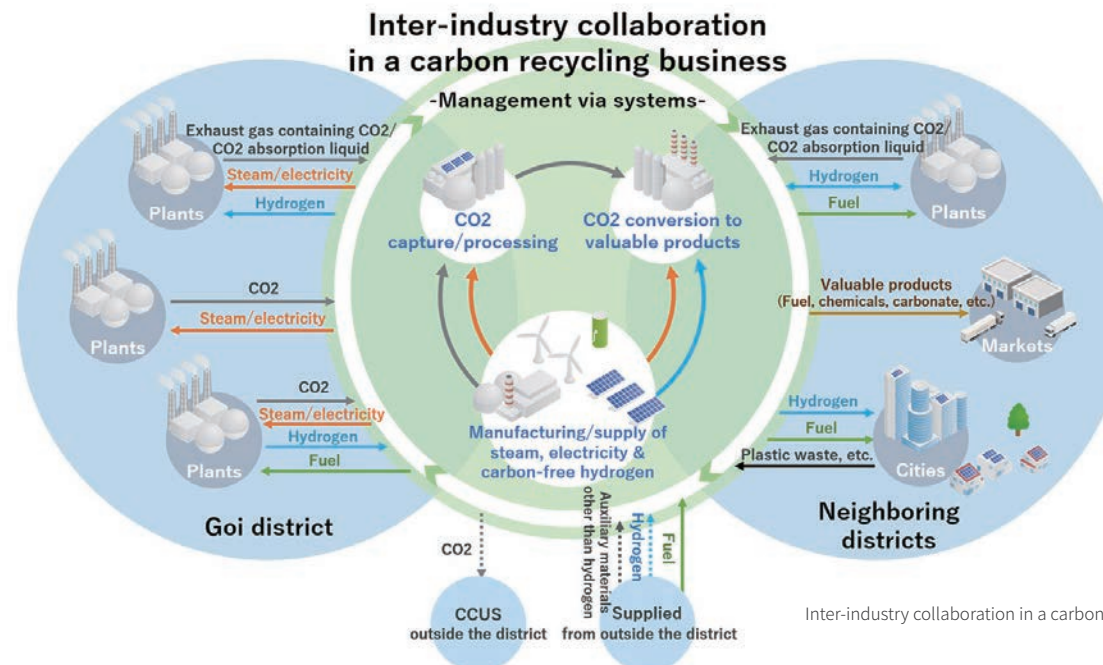 Inter-industry collaboration
in a carbon recycling business
-Management via systems-
Exhaust gas containing CO2/
CO2 absorption liquid
Steam/electricity
Hydrogen
Plants
CO2
Steam/electricity
Plants
CO2
Steam/electricity
Hydrogen
Fuel
Plants
Goi district
CO2
capture/processing
CO2 conversion to
valuable products
Manufacturing/supply of
steam, electricity &
carbon-free hydrogen
Exhaust gas containing CO2/
CO2 absorption liquid
Hydrogen
Fuel
Plants
Valuable products
(Fuel, chemicals, carbonate, etc.)
Markets
Hydrogen
Fuel
Plastic waste, etc.
Cities
Neighboring
districts
CO2
CCUS
outside the district
Auxiliary materials
other than hydrogen
Hydrogen
Fuel
Supplied
from outside the district
Inter-industry collaboration in a carbon